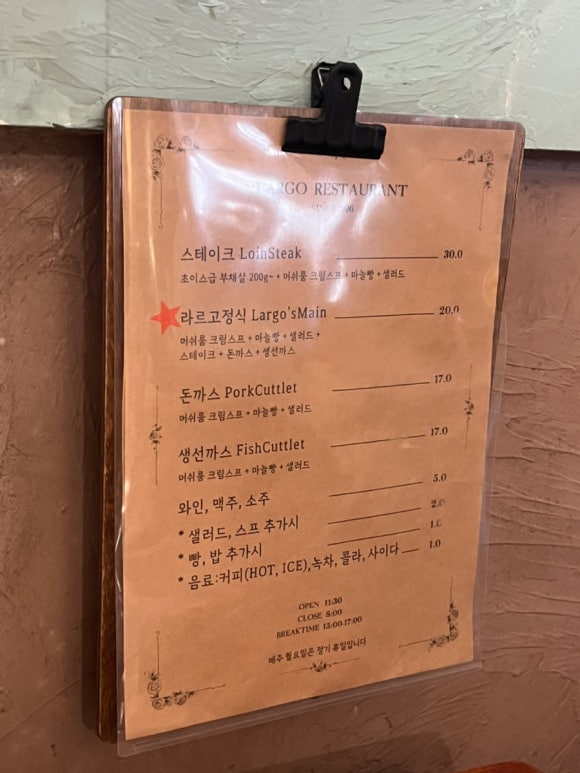 LARGO RESTAURANT
SINCE
스테이크 LoinSteak 30.0
초이스급 부채살 200g~ + 머쉬룸 크림스프 + 마늘빵 + 샐러드
라르고정식 Largo'sMain 20.0
머쉬룸 크림스프 + 마늘빵 + 샐러드 +
스테이크 + 돈까스 + 생선까스
돈까스 PorkCuttlet 17.0
머쉬룸 크림스프 + 마늘빵 + 샐러드
생선까스 FishCuttlet 17.0
머쉬룸 크림스프 + 마늘빵 + 샐러드
와인, 맥주, 소주 5.0
* 샐러드, 스프 추가시 2.0
* 빵, 밥 추가시 1.0
* 음료:커피(HOT, ICE),녹차, 콜라, 사이다 1.0
OPEN 11:30
CLOSE 8:00
BREAKTIME 15:00-17:00
매주 월요일은 정기 휴일입니다